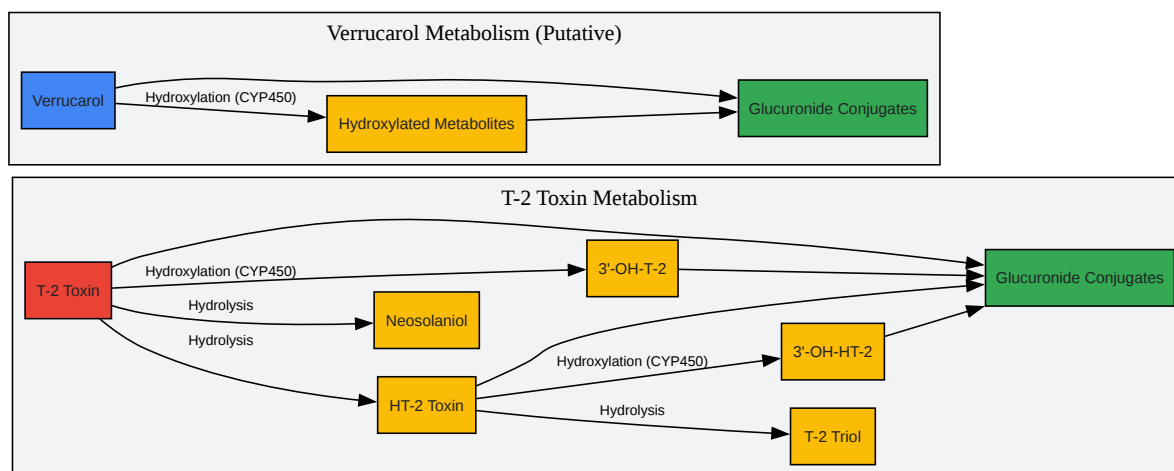 Verrucarol Metabolism (Putative)
Verrucarol
Hydroxylation (CYP450)
Hydroxylated Metabolites
Glucuronide Conjugates
T-2 Toxin Metabolism
T-2 Toxin
Hydroxylation (CYP450)
3'-OH-T-2
Glucuronide Conjugates
Hydrolysis
Neosolaniol
Hydrolysis
HT-2 Toxin
Hydroxylation (CYP450)
3'-OH-HT-2
Hydrolysis
T-2 Triol